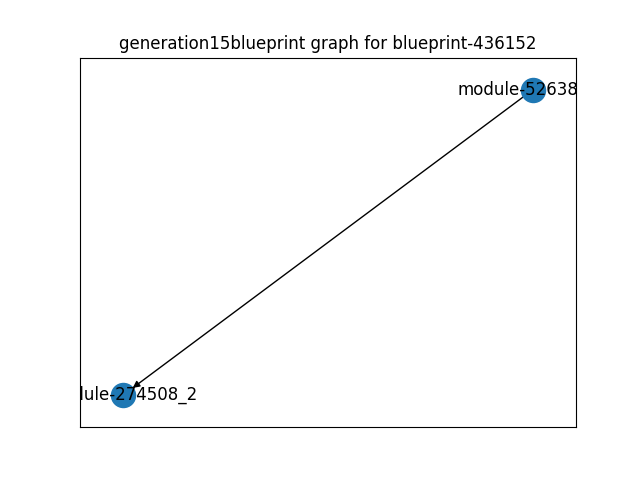 generation15blueprint graph for blueprint-436152
module-52638
lule-274508_2